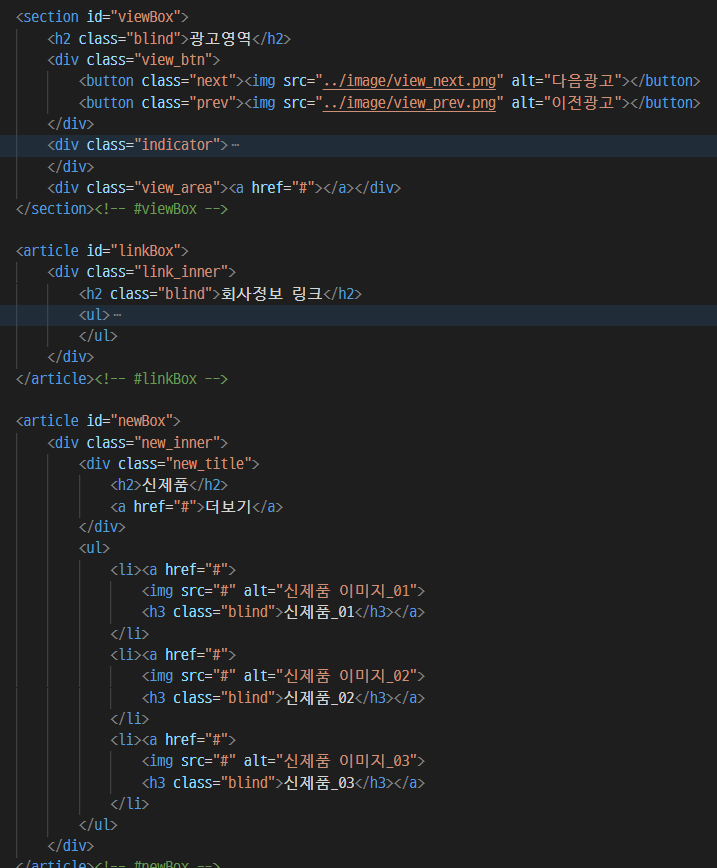 <section id="viewBox">
<h2 class="blind">광고영역</h2>
<div class="view_btn">
<button class="next"><img src="../image/view_next.png" alt="다음광고"></button>
<button class="prev"><img src="../image/view_prev.png" alt="이전광고"></button>
</div>
<div class="indicator">⋯
</div>
<div class="view_area"><a href="#"></a></div>
</section><!-- #viewBox -->
<article id="linkBox">
<div class="link_inner">
<h2 class="blind">회사정보 링크</h2>
<ul>⋯
</ul>
</div>
</article><!-- #linkBox -->
<article id="newBox">
<div class="new_inner">
<div class="new_title">
<h2>신제품</h2>
<a href="#">더보기</a>
</div>
<ul>
<li><a href="#">
<img src="#" alt="신제품 이미지_01">
<h3 class="blind">신제품_01</h3></a>
</li>
<li><a href="#">
<img src="#" alt="신제품 이미지_02">
<h3 class="blind">신제품_02</h3></a>
</li>
<li><a href="#">
<img src="#" alt="신제품 이미지_03">
<h3 class="blind">신제품_03</h3></a>
</li>
</ul>
</div>
</article><!-- #newBox -->